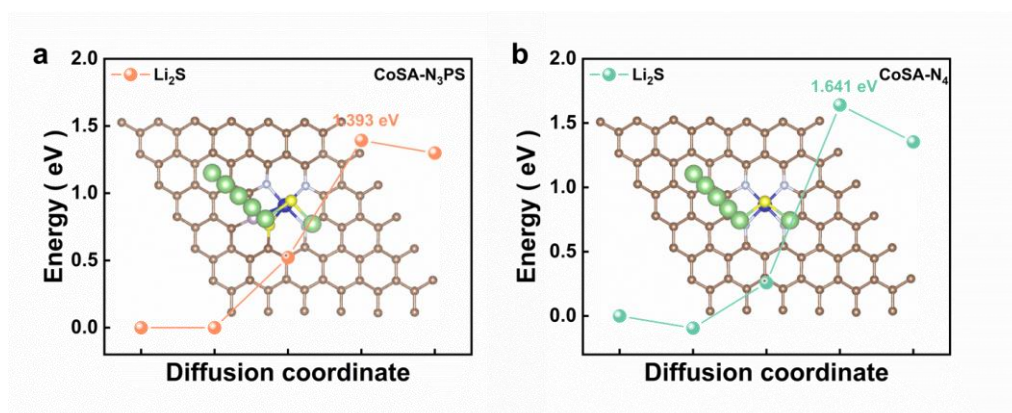 a
2.0
1.5
1.0
0.5
0.0
Energy ( eV )
Li₂S
CoSA-N₃PS
1.393 eV
Diffusion coordinate
b
2.0
1.5
1.0
0.5
0.0
Energy ( eV )
Li₂S
CoSA-N₄
1.641 eV
Diffusion coordinate